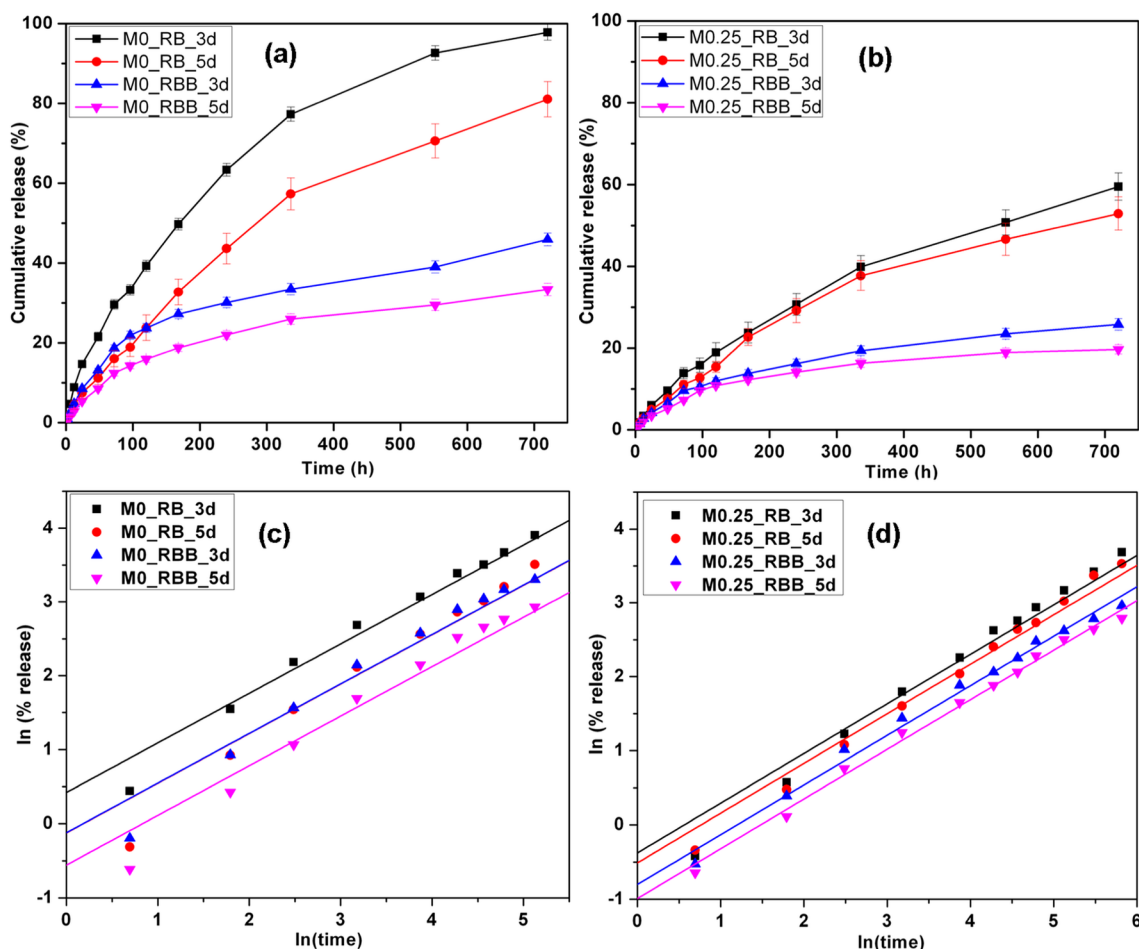 (a)
M0_RB_3d
M0_RB_5d
M0_RBB_3d
M0_RBB_5d
Cumulative release (%)
100
80
60
40
20
0
0 100 200 300 400 500 600 700
Time (h)
(b)
M0.25_RB_3d
M0.25_RB_5d
M0.25_RBB_3d
M0.25_RBB_5d
Cumulative release (%)
100
80
60
40
20
0
0 100 200 300 400 500 600 700
Time (h)
(c)
M0_RB_3d
M0_RB_5d
M0_RBB_3d
M0_RBB_5d
ln (% release)
4
3
2
1
0
-1
0 1 2 3 4 5
ln(time)
(d)
M0.25_RB_3d
M0.25_RB_5d
M0.25_RBB_3d
M0.25_RBB_5d
ln (% release)
4
3
2
1
0
-1
0 1 2 3 4 5 6
ln(time)